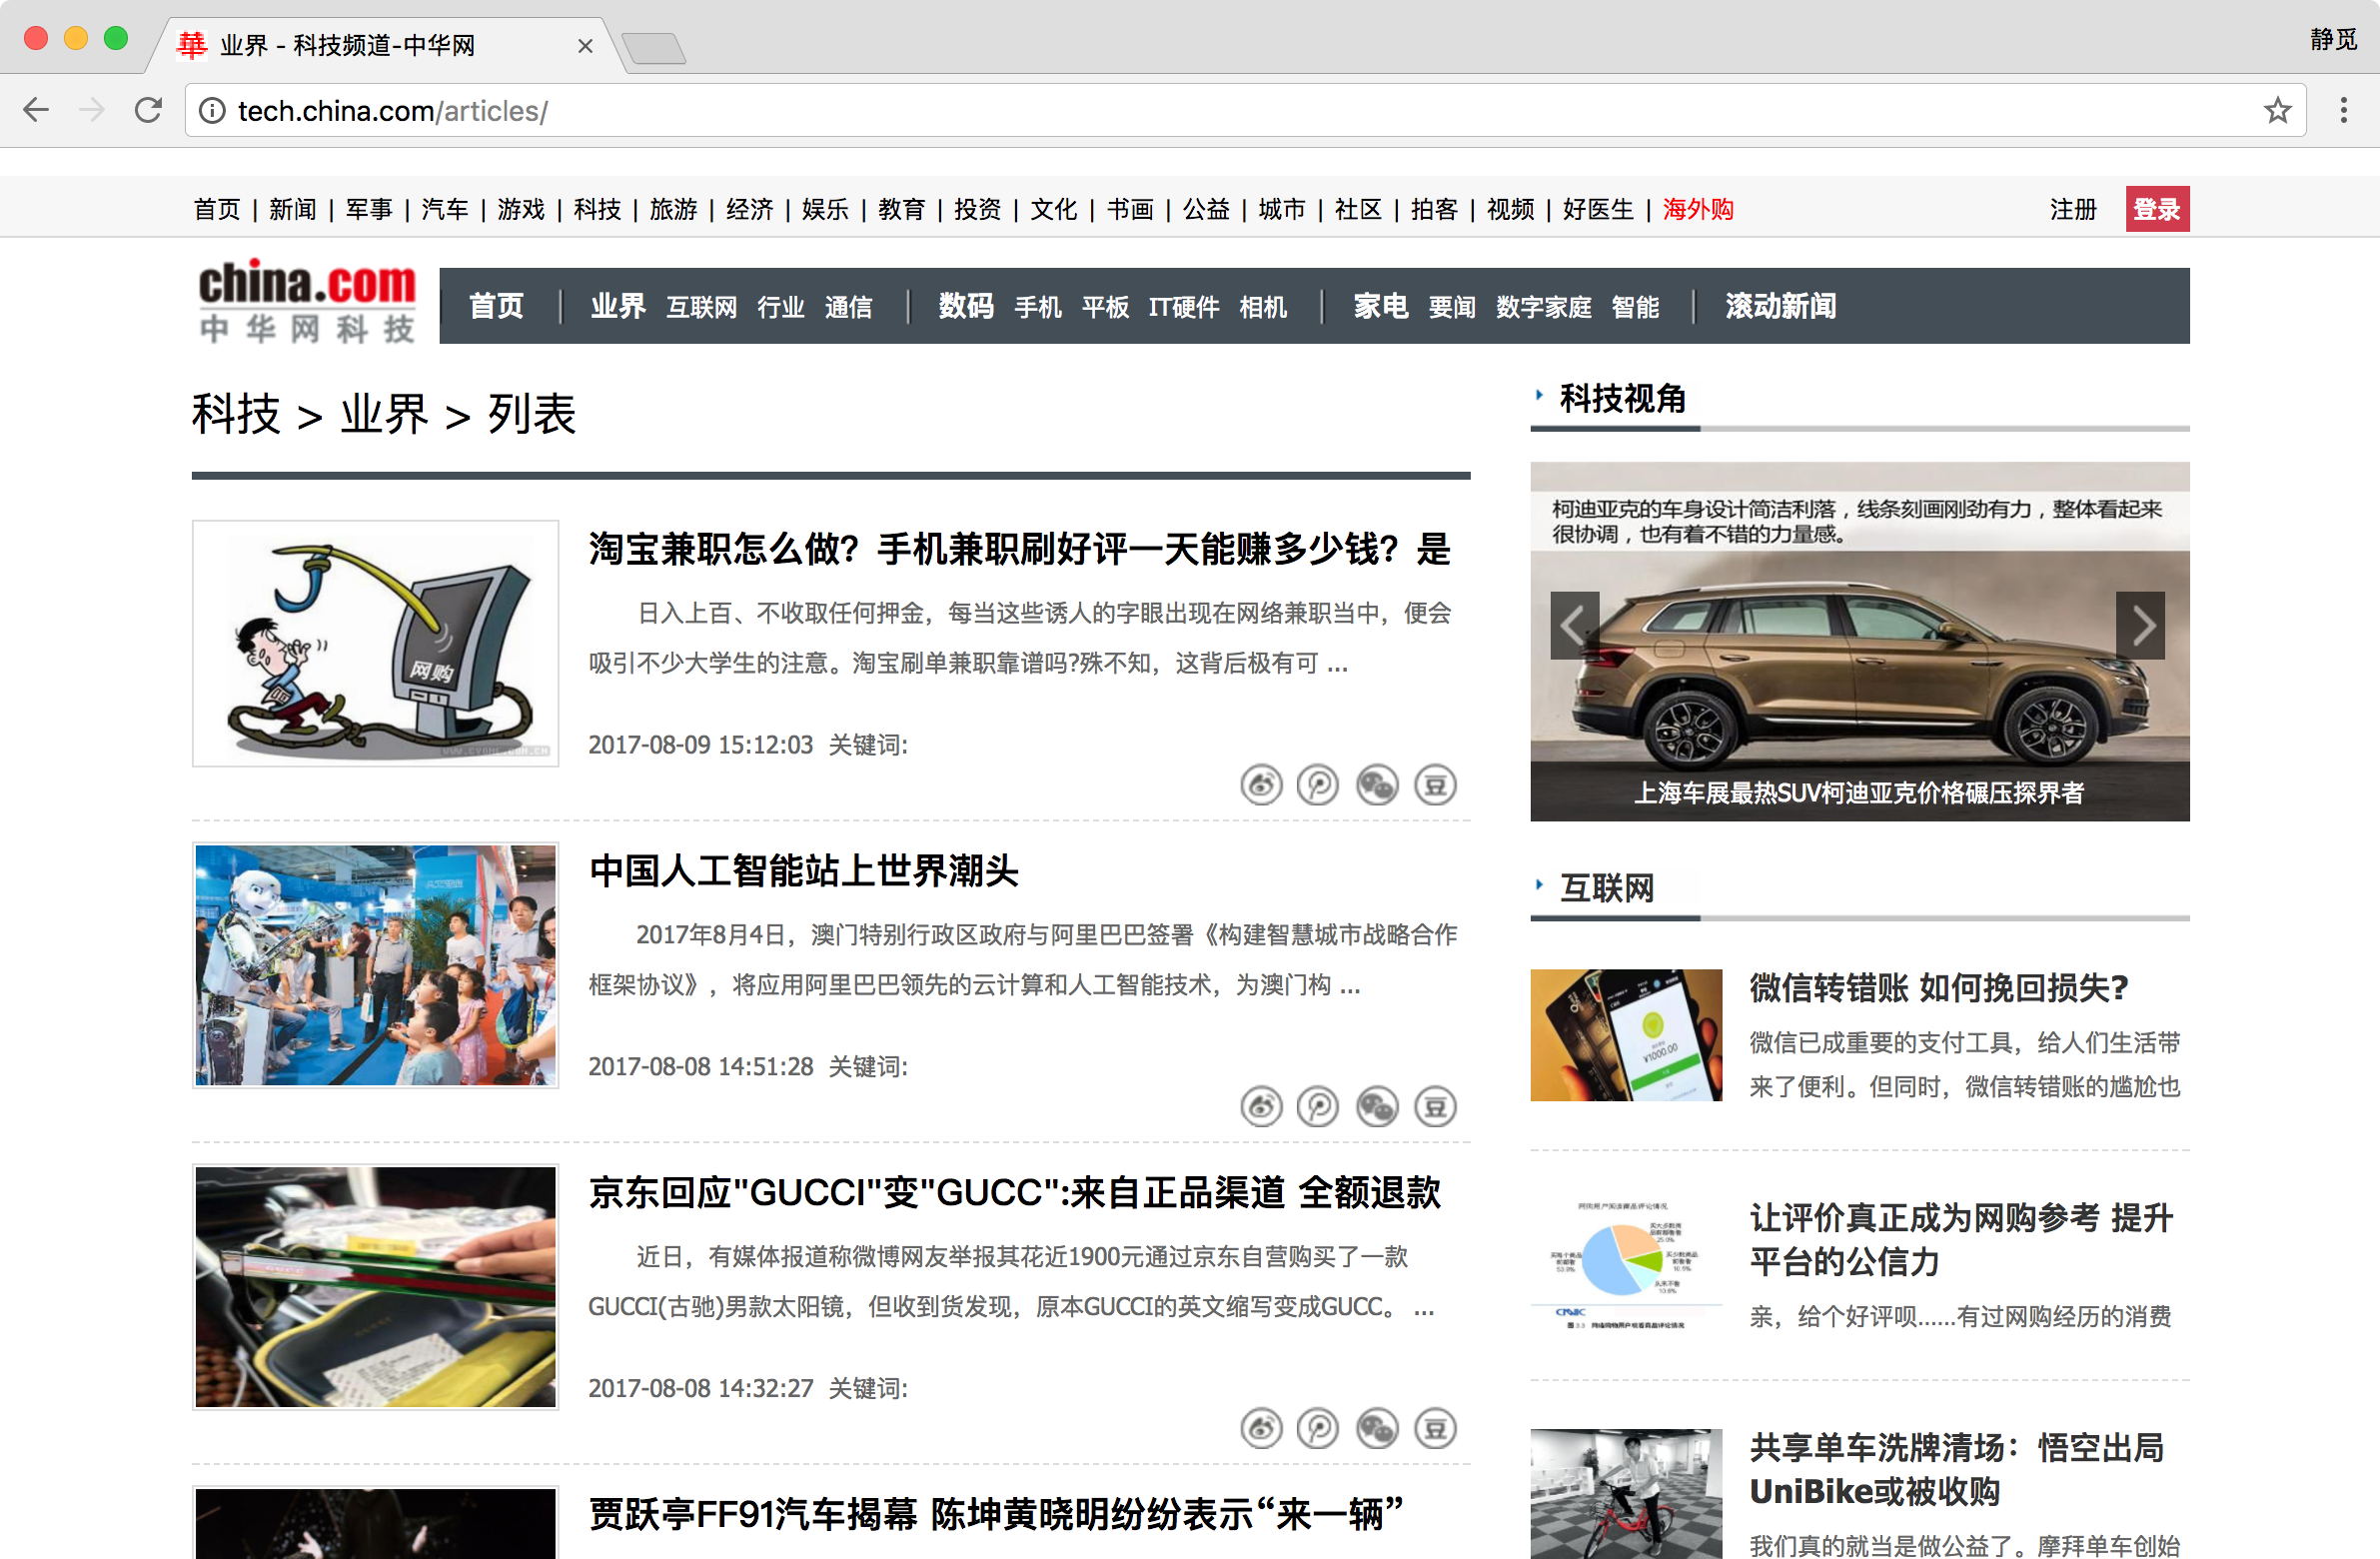 業界 - 科技频道-中华网
静觅
tech.china.com/articles/
首页 | 新闻 | 军事 | 汽车 | 游戏 | 科技 | 旅游 | 经济 | 娱乐 | 教育 | 投资 | 文化 | 书画 | 公益 | 城市 | 社区 | 拍客 | 视频 | 好医生 | 海外购
注册 登录
china.com
中华网科技
首页 | 业界 互联网 行业 通信 | 数码 手机 平板 IT硬件 相机 | 家电 要闻 数字家庭 智能 | 滚动新闻
科技 > 业界 > 列表
淘宝兼职怎么做？手机兼职刷好评一天能赚多少钱？是
日入上百、不收取任何押金，每当这些诱人的字眼出现在网络兼职当中，便会
吸引不少大学生的注意。淘宝刷单兼职靠谱吗?殊不知，这背后极有可 ...
2017-08-09 15:12:03 关键词:
网购
豆
中国人工智能站上世界潮头
2017年8月4日，澳门特别行政区政府与阿里巴巴签署《构建智慧城市战略合作
框架协议》，将应用阿里巴巴领先的云计算和人工智能技术，为澳门构 ...
2017-08-08 14:51:28 关键词:
豆
京东回应"GUCCI"变"GUCC":来自正品渠道 全额退款
近日，有媒体报道称微博网友举报其花近1900元通过京东自营购买了一款
GUCCI(古驰)男款太阳镜，但收到货发现，原本GUCCI的英文缩写变成GUCC。 ...
2017-08-08 14:32:27 关键词:
豆
贾跃亭FF91汽车揭幕 陈坤黄晓明纷纷表示“来一辆”
科技视角
柯迪亚克的车身设计简洁利落，线条刻画刚劲有力，整体看起来
很协调，也有着不错的力量感。
上海车展最热SUV柯迪亚克价格碾压探界者
互联网
微信转错账 如何挽回损失?
微信已成重要的支付工具，给人们生活带
来了便利。但同时，微信转错账的尴尬也
¥1000.00
让评价真正成为网购参考 提升
平台的公信力
亲，给个好评呗......有过网购经历的消费
共享单车洗牌清场：悟空出局
UniBike或被收购
我们真的就当是做公益了。摩拜单车创始